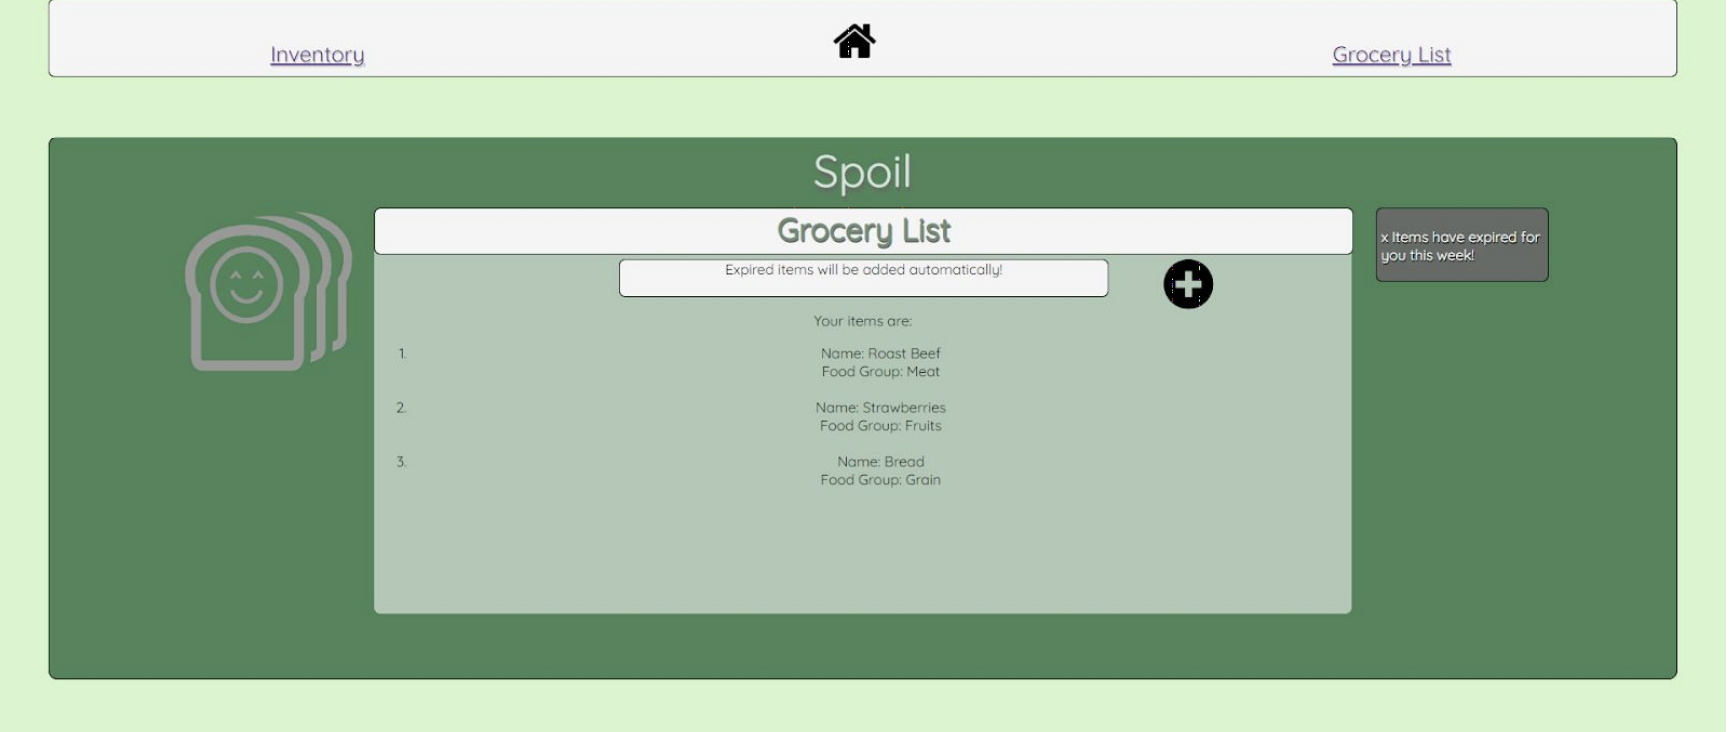 Inventory
Grocery List
Spoil
Grocery List
Expired items will be added automatically!
x Items have expired for
you this week!
Your items are:
1.
Name: Roast Beef
Food Group: Meat
2.
Name: Strawberries
Food Group: Fruits
3.
Name: Bread
Food Group: Grain